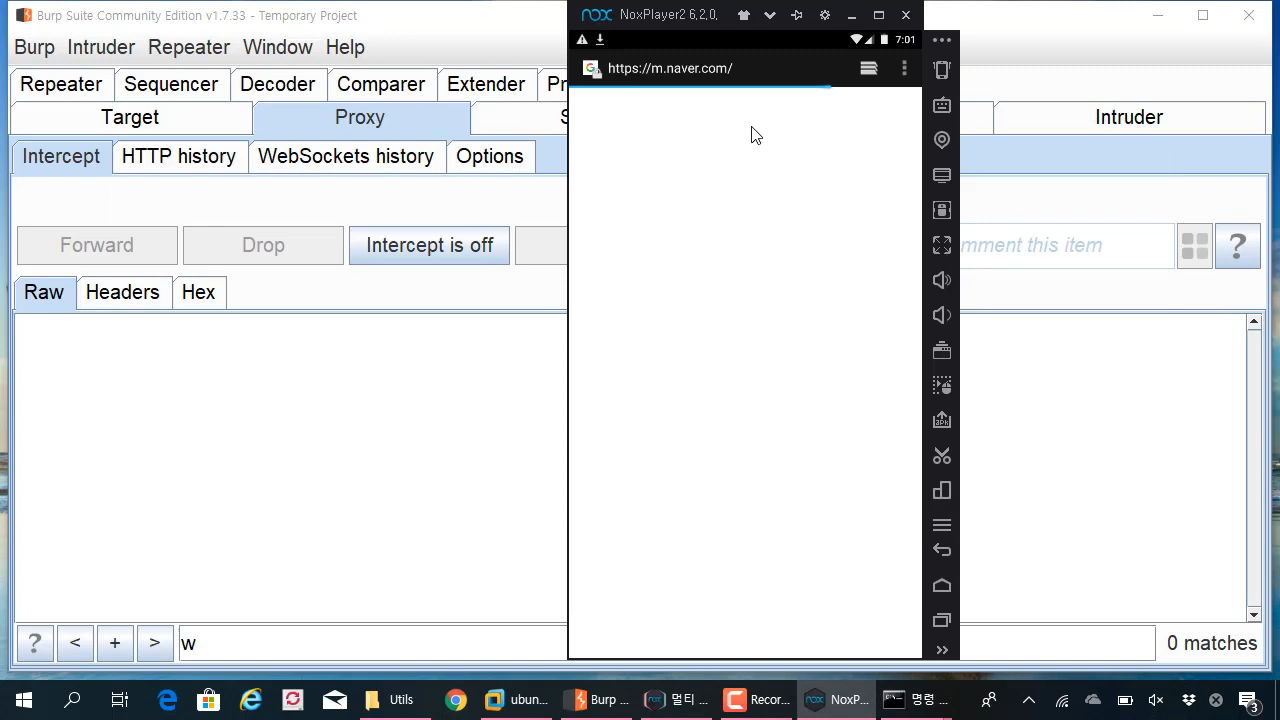 Burp Suite Community Edition v1.7.33 - Temporary Project
Burp Intruder Repeater Window Help
Repeater Sequencer Decoder Comparer Extender
Target Proxy Intruder
Intercept HTTP history WebSockets history Options
Forward Drop Intercept is off
mment this item ?
Raw Headers Hex
? < + > w 0 matches
nox NoxPlayer2 6,2,0,
7:01
https://m.naver.com/
Utils ubun... Burp ... 멀티 ... Recor... NoxP... 명령 ... 3